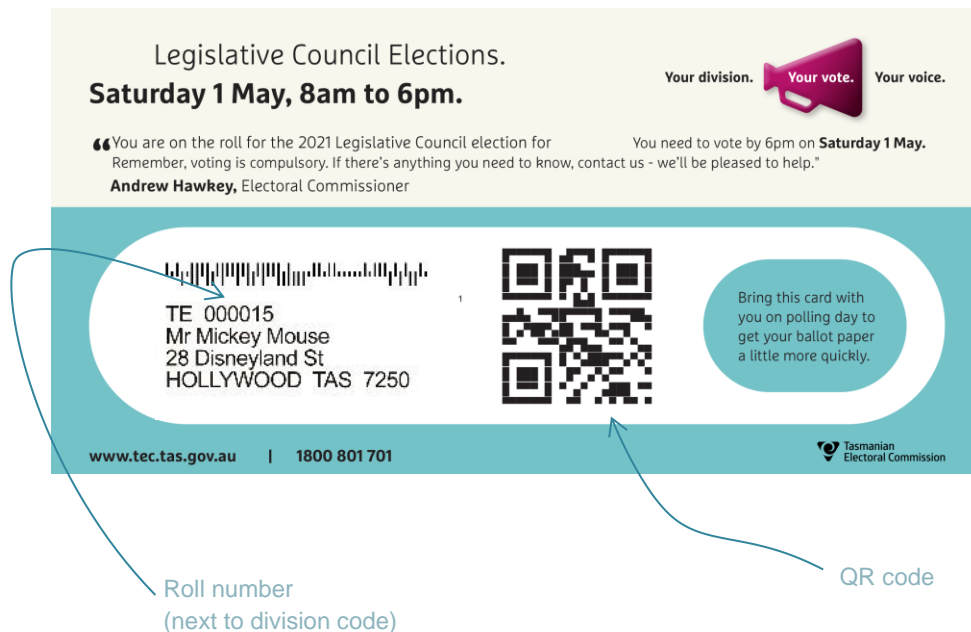 Legislative Council Elections.
Saturday 1 May, 8am to 6pm.
Your division. Your vote. Your voice.
“You are on the roll for the 2021 Legislative Council election for You need to vote by 6pm on Saturday 1 May.
Remember, voting is compulsory. If there's anything you need to know, contact us - we'll be pleased to help."
Andrew Hawkey, Electoral Commissioner
1
TE 000015
Mr Mickey Mouse
28 Disneyland St
HOLLYWOOD TAS 7250
Bring this card with
you on polling day to
get your ballot paper
a little more quickly.
www.tec.tas.gov.au | 1800 801 701
Tasmanian
Electoral Commission
Roll number
(next to division code)
QR code